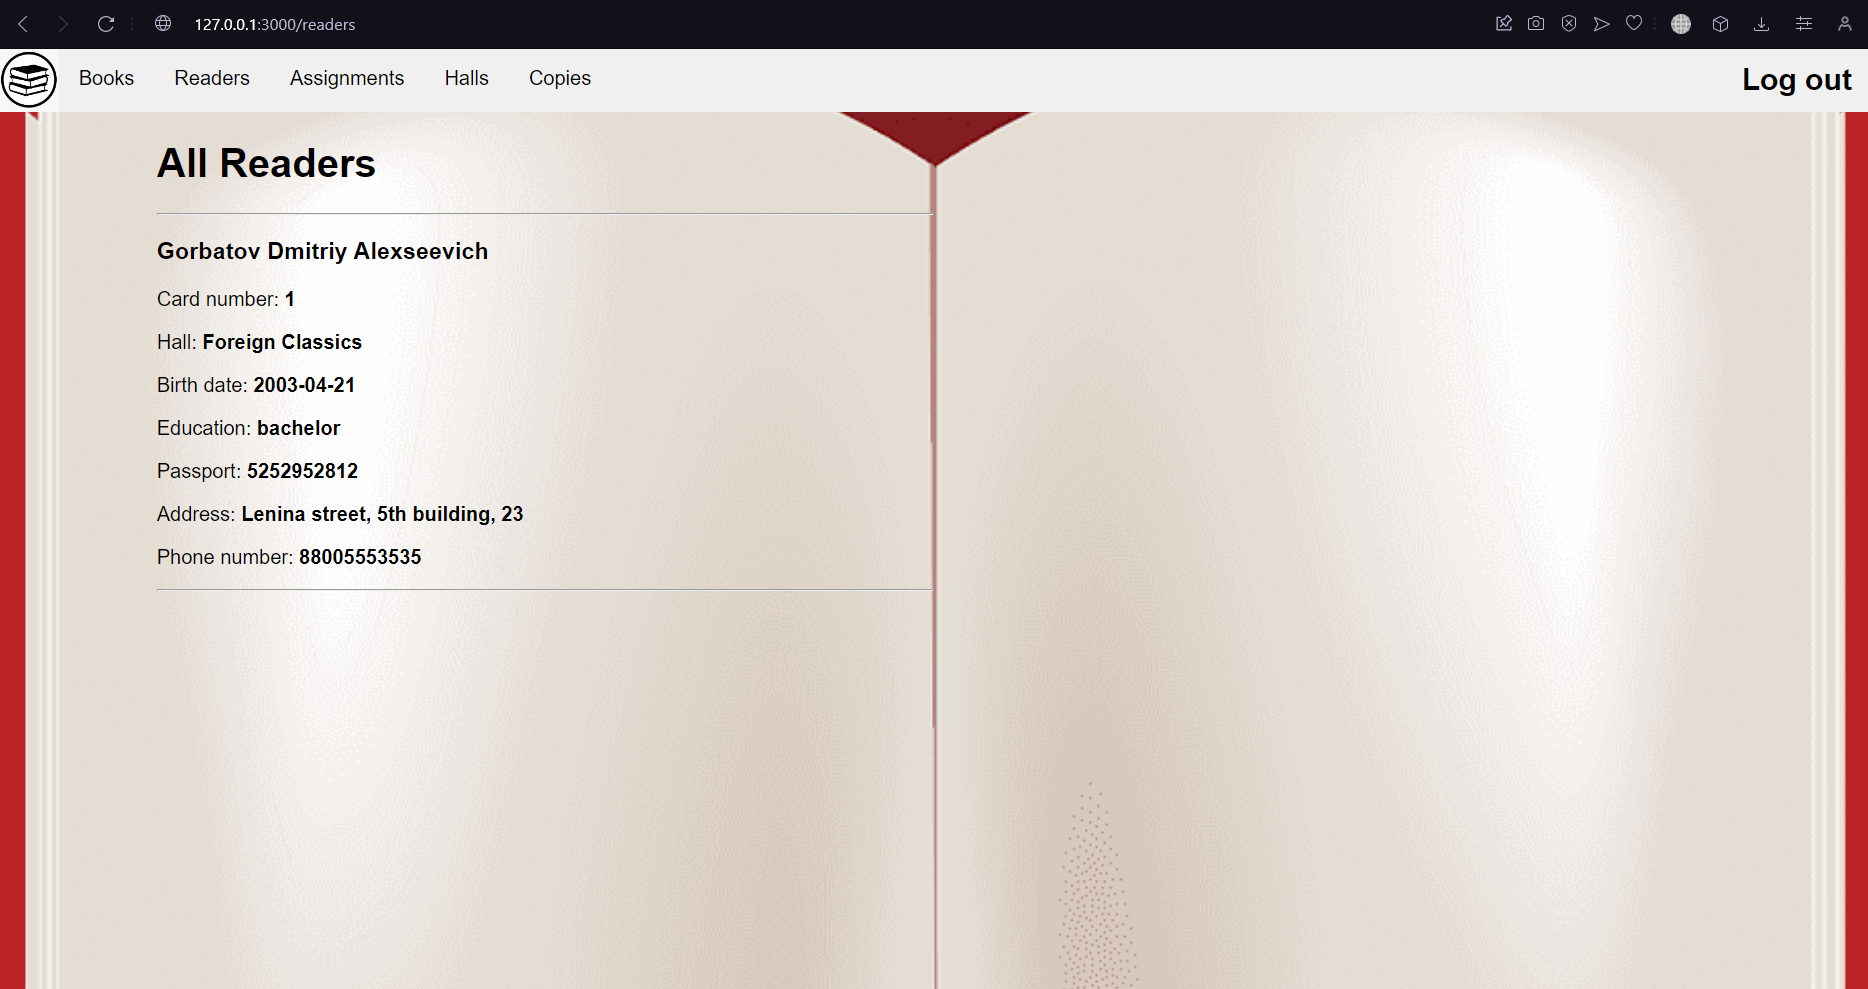 127.0.0.1:3000/readers
Books Readers Assignments Halls Copies Log out
All Readers
Gorbatov Dmitriy Alexseevich
Card number: 1
Hall: Foreign Classics
Birth date: 2003-04-21
Education: bachelor
Passport: 5252952812
Address: Lenina street, 5th building, 23
Phone number: 88005553535